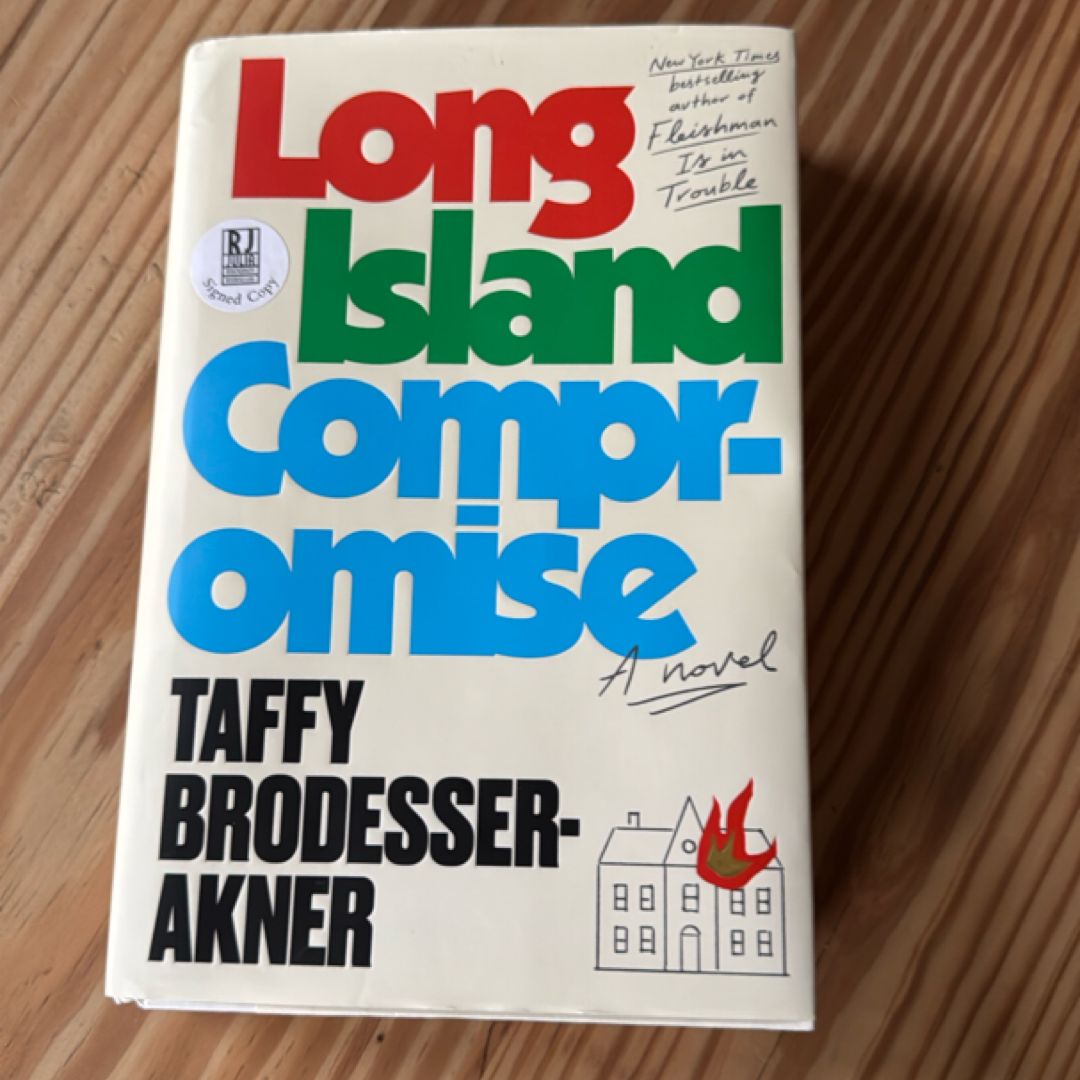 Long
Island
Compr-
omise
New York Times
bestselling
author of
Fleishman
Is in
Trouble
RJ
JULIA
Signed Copy
A novel
TAFFY
BRODESSER-
AKNER